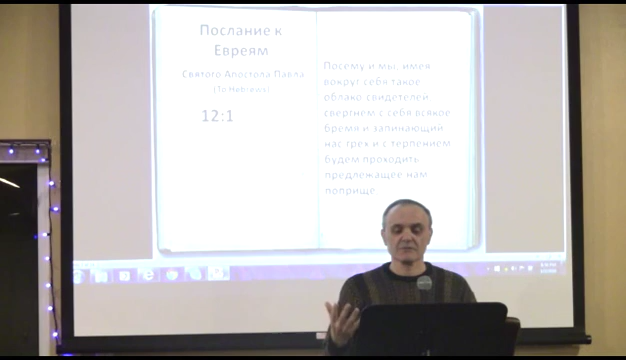 Послание к
Евреям
Святого Апостола Павла
(To Hebrews)
12:1
Посему и мы, имея
вокруг себя такое
облако свидетелей,
свергнем с себя всякое
бремя и запинающий
нас грех и с терпением
будем проходить
предлежащее нам
поприще